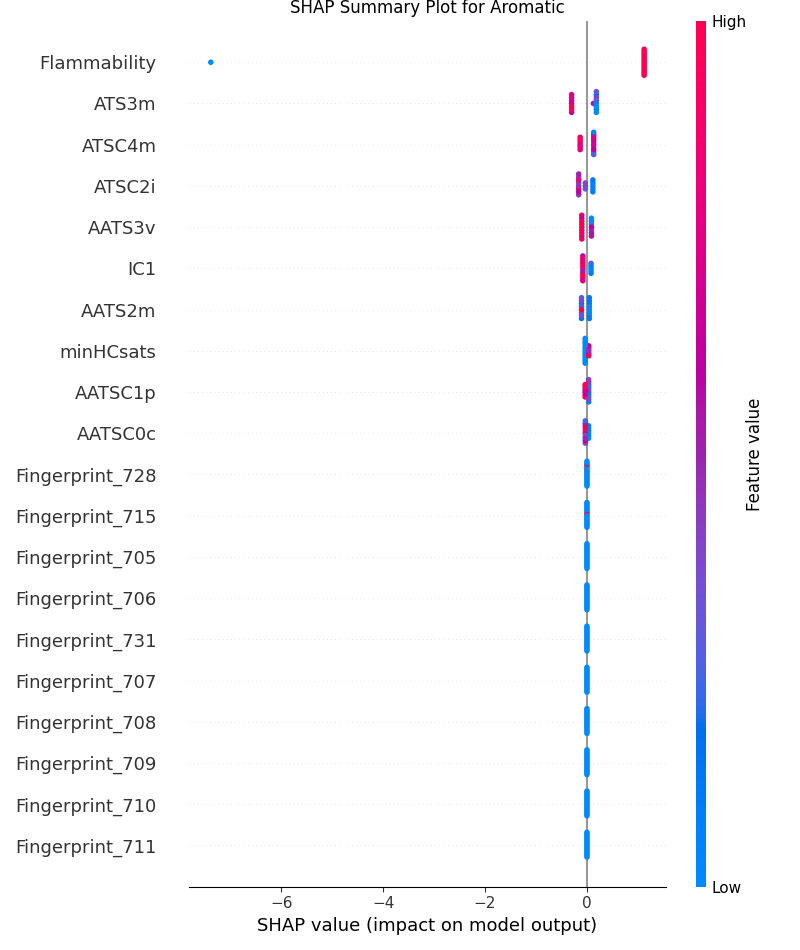 SHAP Summary Plot for Aromatic
High
Flammability
ATS3m
ATSC4m
ATSC2i
AATS3v
IC1
AATS2m
minHCsats
AATSC1p
AATSC0c
Fingerprint_728
Fingerprint_715
Fingerprint_705
Fingerprint_706
Fingerprint_731
Fingerprint_707
Fingerprint_708
Fingerprint_709
Fingerprint_710
Fingerprint_711
Feature value
Low
−6 −4 −2 0
SHAP value (impact on model output)